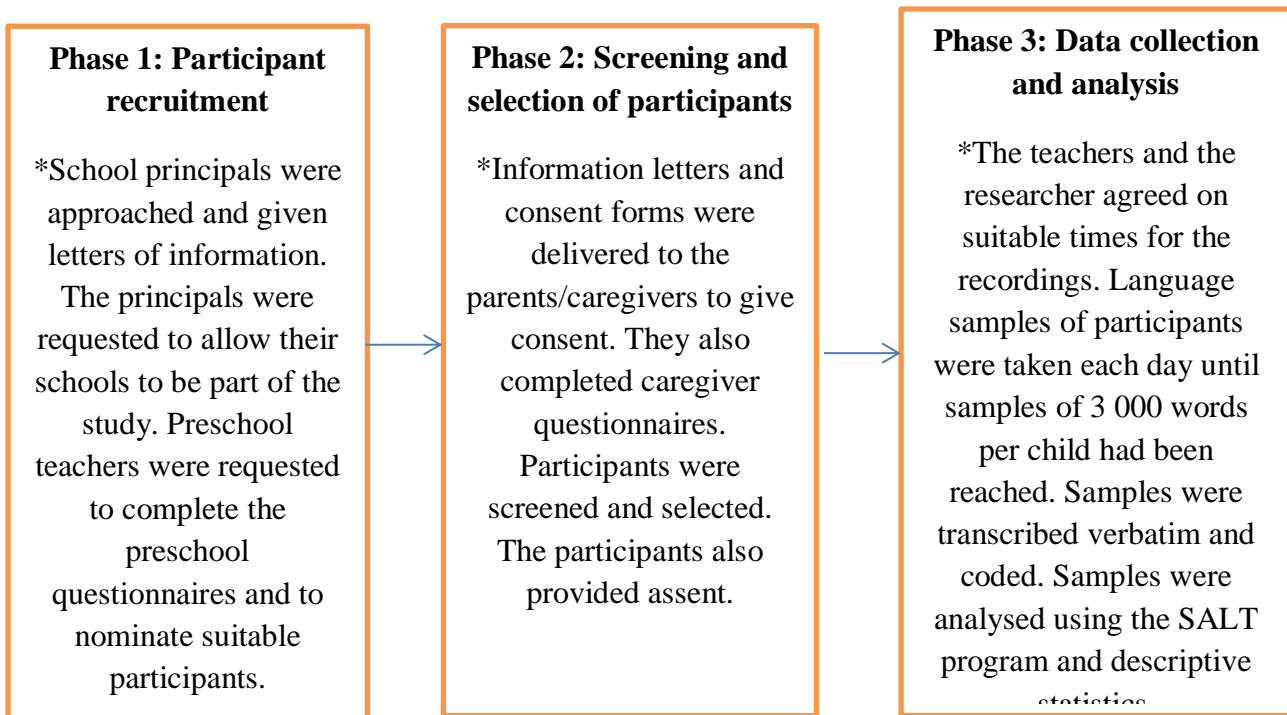 Phase 1: Participant
recruitment
*School principals were
approached and given
letters of information.
The principals were
requested to allow their
schools to be part of the
study. Preschool
teachers were requested
to complete the
preschool
questionnaires and to
nominate suitable
participants.
Phase 2: Screening and
selection of participants
*Information letters and
consent forms were
delivered to the
parents/caregivers to give
consent. They also
completed caregiver
questionnaires.
Participants were
screened and selected.
The participants also
provided assent.
Phase 3: Data collection
and analysis
*The teachers and the
researcher agreed on
suitable times for the
recordings. Language
samples of participants
were taken each day until
samples of 3 000 words
per child had been
reached. Samples were
transcribed verbatim and
coded. Samples were
analysed using the SALT
program and descriptive
statistics